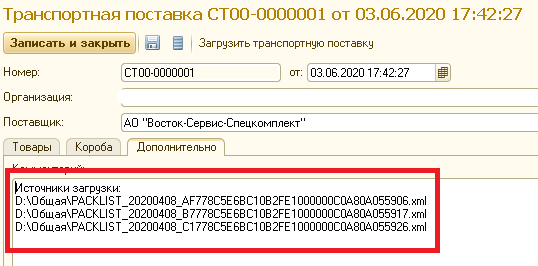 Транспортная поставка СТ00-0000001 от 03.06.2020 17:42:27
Записать и закрыть Загрузить транспортную поставку
Номер: СТ00-0000001 от: 03.06.2020 17:42:27
Организация:
Поставщик: АО "Восток-Сервис-Спецкомплект"
Товары Короба Дополнительно
Комментарий:
Источники загрузки:
D:\Общая\PACKLIST_20200408_AF778C5E6BC10B2FE1000000C0A80A055906.xml
D:\Общая\PACKLIST_20200408_B7778C5E6BC10B2FE1000000C0A80A055917.xml
D:\Общая\PACKLIST_20200408_C1778C5E6BC10B2FE1000000C0A80A055926.xml